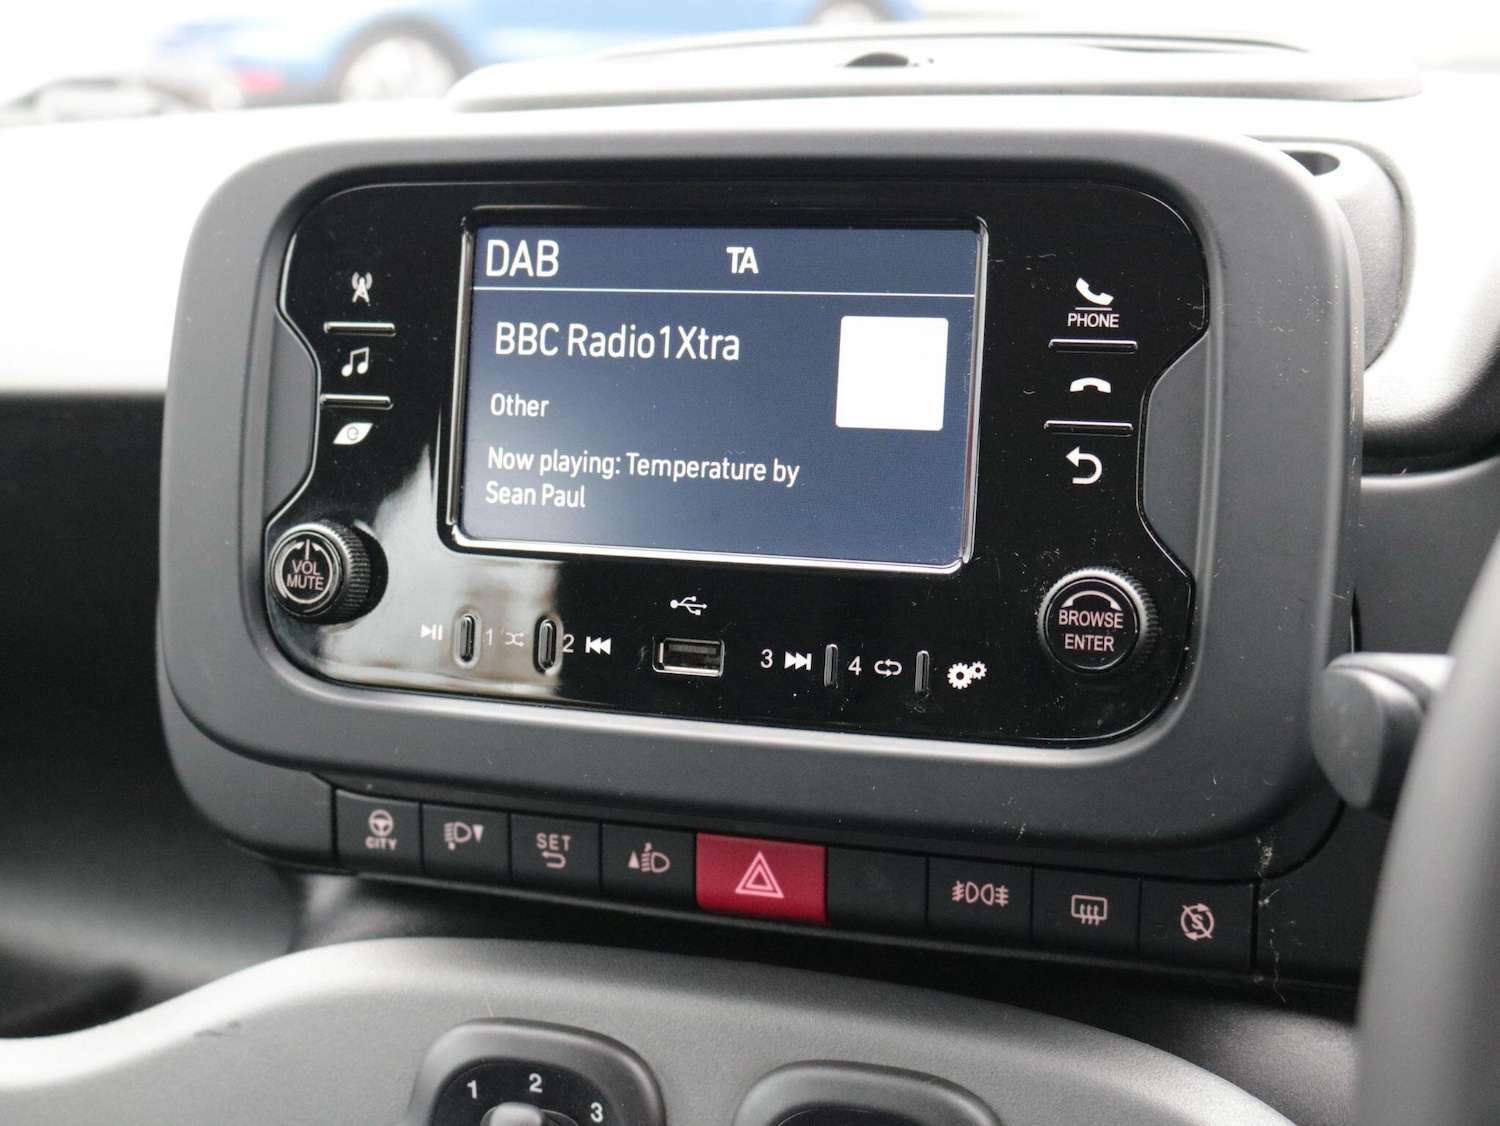 DAB TA
BBC Radio1Xtra
Other
Now playing: Temperature by
Sean Paul
PHONE
VOL
MUTE
BROWSE
ENTER
1 2 3 4
CITY
SET
1 2 3